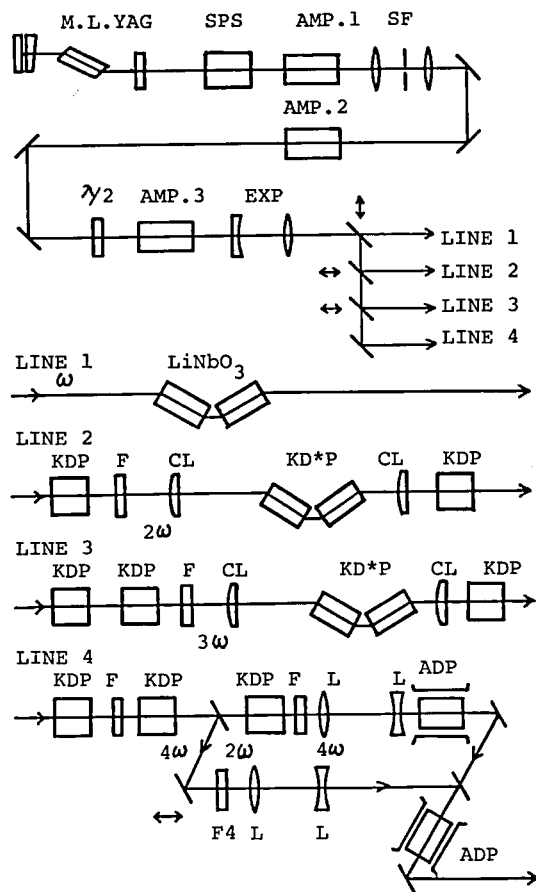 M.L.YAG SPS AMP.1 SF
AMP.2
λ/2 AMP.3 EXP
LINE 1
LINE 2
LINE 3
LINE 4
LINE 1
ω
LiNbO3
LINE 2
KDP F CL KD*P CL KDP
2ω
LINE 3
KDP KDP F CL KD*P CL KDP
3ω
LINE 4
KDP F KDP KDP F L L ADP
4ω 2ω 4ω
F4 L L
ADP